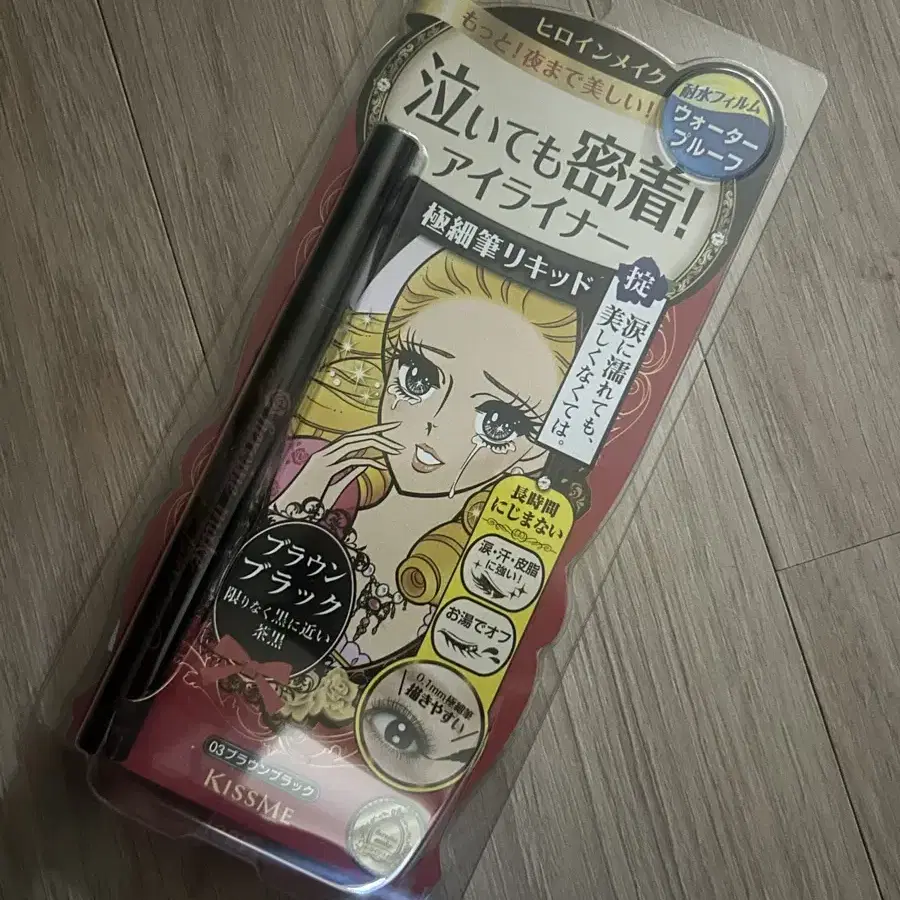 ヒロインメイク
もっと！夜まで美しい！
耐水フィルム
ウォーター
プルーフ
泣いても密着！
アイライナー
極細筆リキッド
掟
涙に濡れても、
美しくなくては。
長時間
にじまない
涙・汗・皮脂
に強い！
お湯でオフ
0.1mm極細筆
描きやすい
ブラウン
ブラック
限りなく黒に近い
茶黒
03ブラウンブラック
KISSME
heroine make